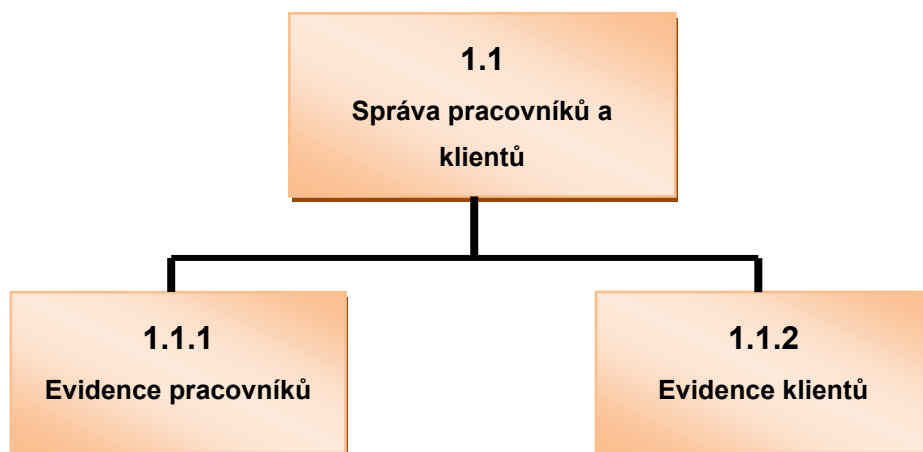 1.1
Správa pracovníků a
klientů
1.1.1
Evidence pracovníků
1.1.2
Evidence klientů